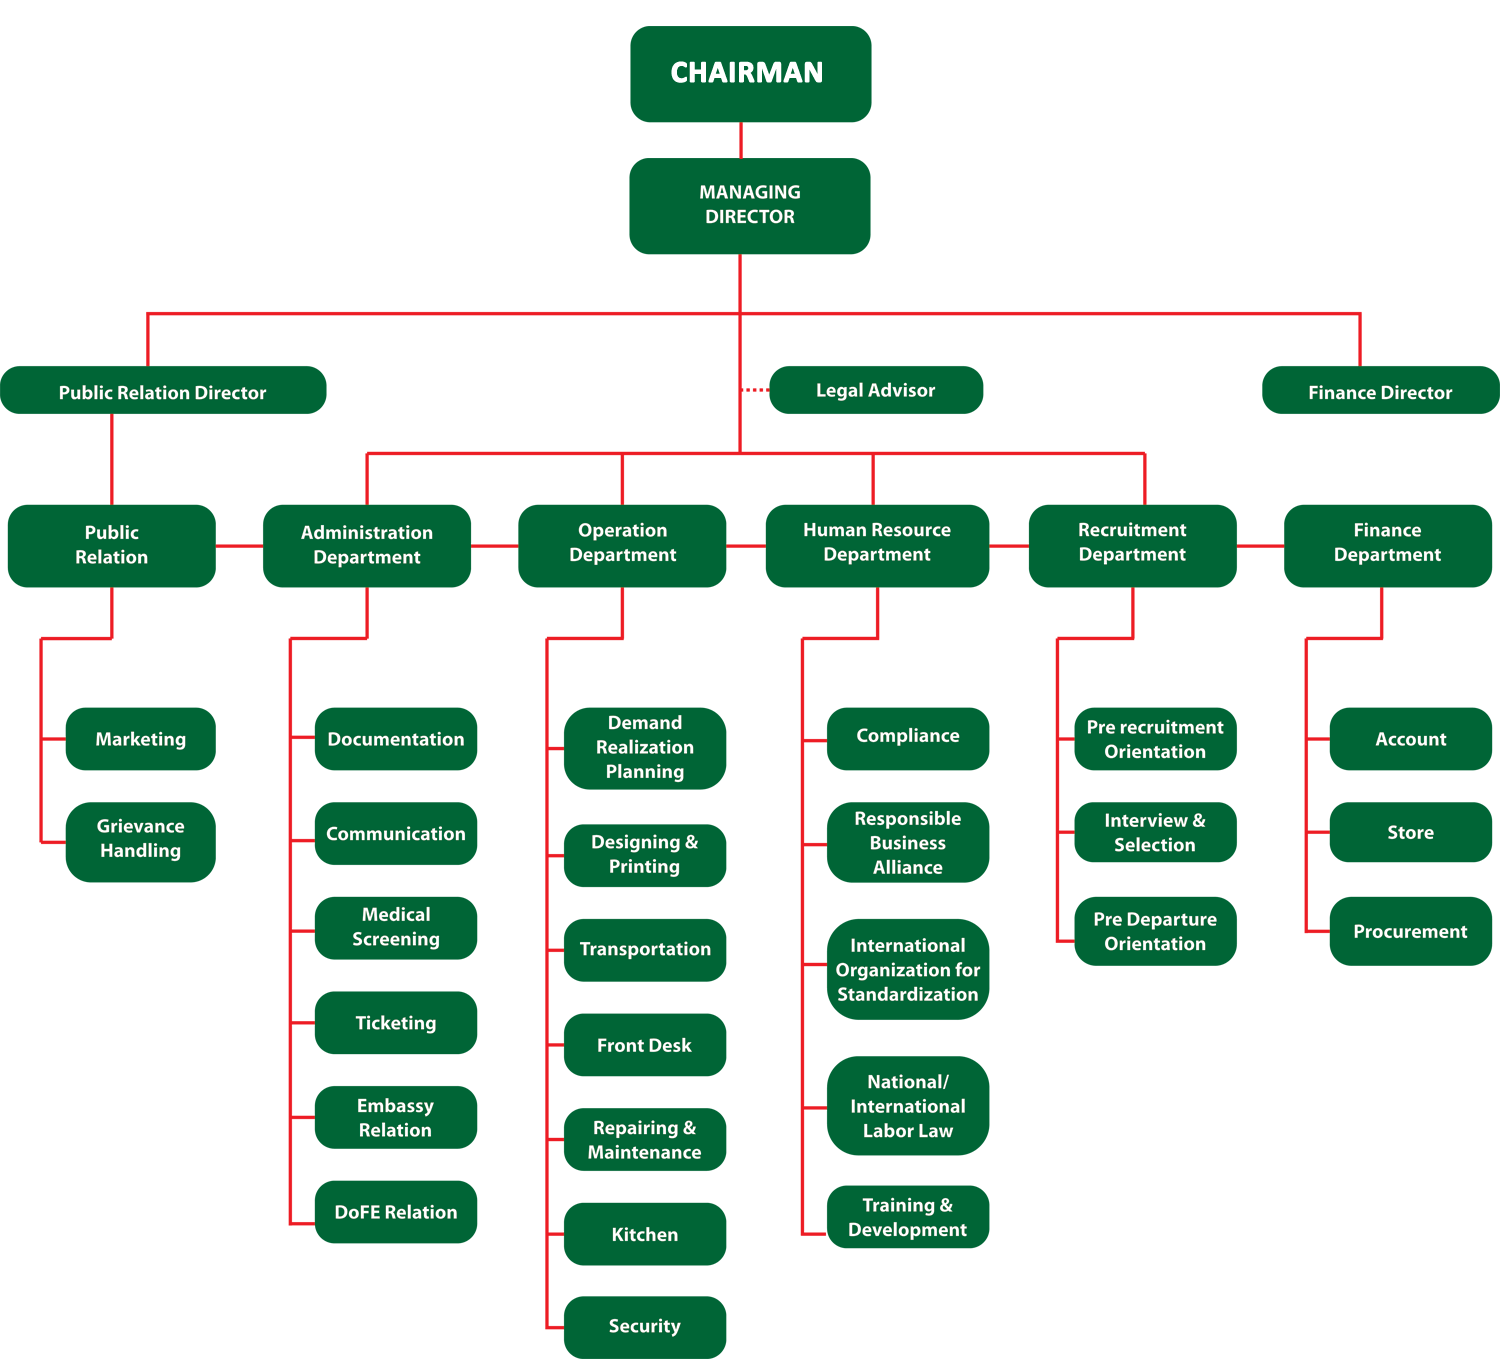 CHAIRMAN
MANAGING
DIRECTOR
Public Relation Director
Legal Advisor
Finance Director
Public
Relation
Administration
Department
Operation
Department
Human Resource
Department
Recruitment
Department
Finance
Department
Marketing
Grievance
Handling
Documentation
Communication
Medical
Screening
Ticketing
Embassy
Relation
DoFE Relation
Demand
Realization
Planning
Designing &
Printing
Transportation
Front Desk
Repairing &
Maintenance
Kitchen
Security
Compliance
Responsible
Business
Alliance
International
Organization for
Standardization
National/
International
Labor Law
Training &
Development
Pre recruitment
Orientation
Interview &
Selection
Pre Departure
Orientation
Account
Store
Procurement